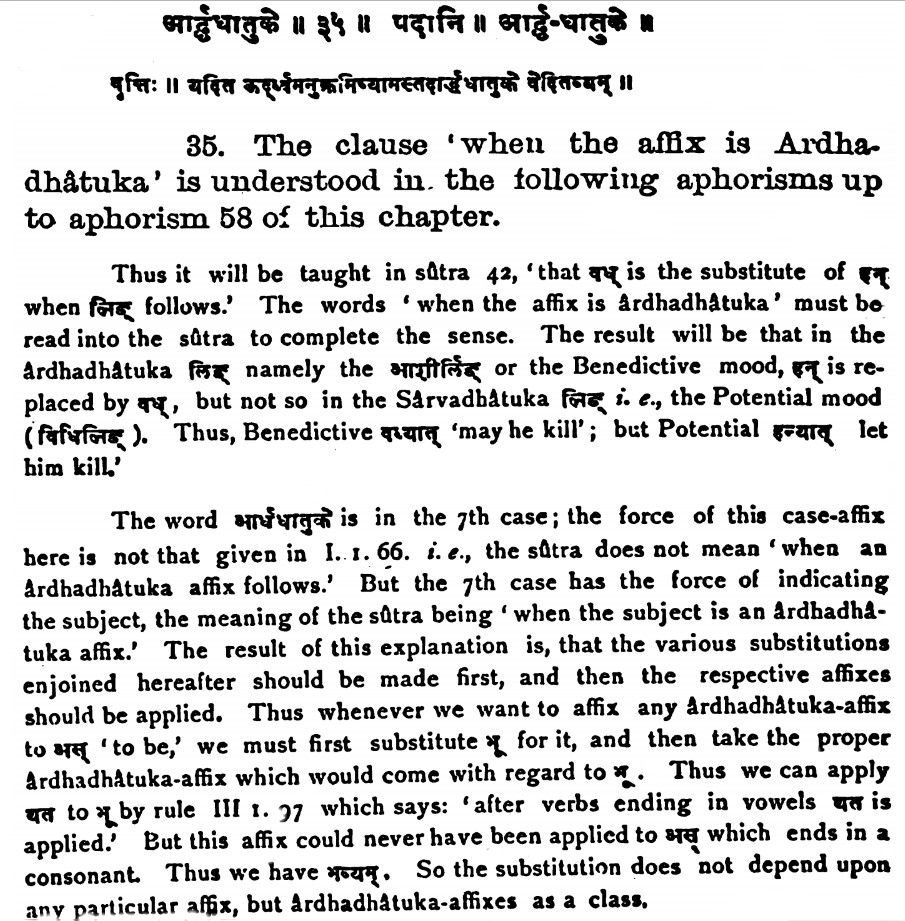 आर्द्धधातुके ॥ ३५ ॥ पदानि ॥ आर्द्ध-धातुके ॥
वृत्तिः ॥ यदित ऊर्द्ध्वमनुक्रमिष्यामस्तदार्द्धधातुके वेदितव्यम् ॥
35. The clause ‘when the affix is Ardha-
dhâtuka’ is understood in the following aphorisms up
to aphorism 58 of this chapter.
Thus it will be taught in sûtra 42, ‘that वध् is the substitute of हन्
when लिङ् follows.’ The words ‘when the affix is ârdhadhâtuka’ must be
read into the sûtra to complete the sense. The result will be that in the
ârdhadhâtuka लिङ् namely the आशीर्लिङ् or the Benedictive mood, हन् is re-
placed by वध्, but not so in the Sârvadhâtuka लिङ् i. e., the Potential mood
(विधिलिङ्). Thus, Benedictive वध्यात् ‘may he kill’; but Potential हन्यात् let
him kill.’
The word आर्धधातुके is in the 7th case; the force of this case-affix
here is not that given in I. 1. 66. i. e., the sûtra does not mean ‘when an
ârdhadhâtuka affix follows.’ But the 7th case has the force of indicating
the subject, the meaning of the sûtra being ‘when the subject is an ârdhadhâ-
tuka affix.’ The result of this explanation is, that the various substitutions
enjoined hereafter should be made first, and then the respective affixes
should be applied. Thus whenever we want to affix any ârdhadhâtuka-affix
to अस् ‘to be,’ we must first substitute भू for it, and then take the proper
ârdhadhâtuka-affix which would come with regard to भू. Thus we can apply
यत to भू by rule III 1. 97 which says: ‘after verbs ending in vowels यत is
applied.’ But this affix could never have been applied to अस् which ends in a
consonant. Thus we have भव्यम्. So the substitution does not depend upon
any particular affix, but ârdhadhâtuka-affixes as a class.